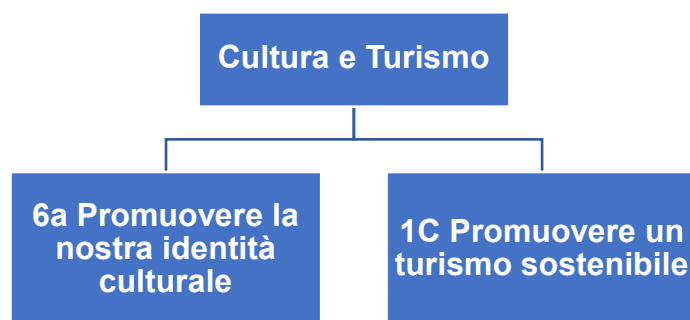 Cultura e Turismo
6a Promuovere la
nostra identità
culturale
1C Promuovere un
turismo sostenibile